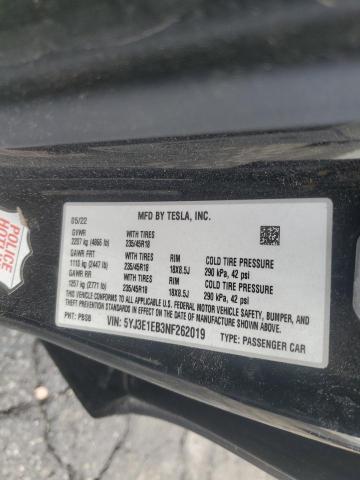 05/22
MFD BY TESLA, INC.
GVWR WITH TIRES
2207 kg (4866 lb) 235/45R18
GAWR FRT WITH TIRES RIM COLD TIRE PRESSURE
1110 kg (2447 lb) 235/45R18 18X8.5J 290 kPa, 42 psi
GAWR RR WITH TIRES RIM COLD TIRE PRESSURE
1257 kg (2771 lb) 235/45R18 18X8.5J 290 kPa, 42 psi
THIS VEHICLE CONFORMS TO ALL APPLICABLE
FEDERAL MOTOR VEHICLE SAFETY, BUMPER, AND
THEFT PREVENTION STANDARDS IN EFFECT ON
THE DATE OF MANUFACTURE SHOWN ABOVE.
PNT: PBSB VIN: 5YJ3E1EB3NF262019 TYPE: PASSENGER CAR
POLICE